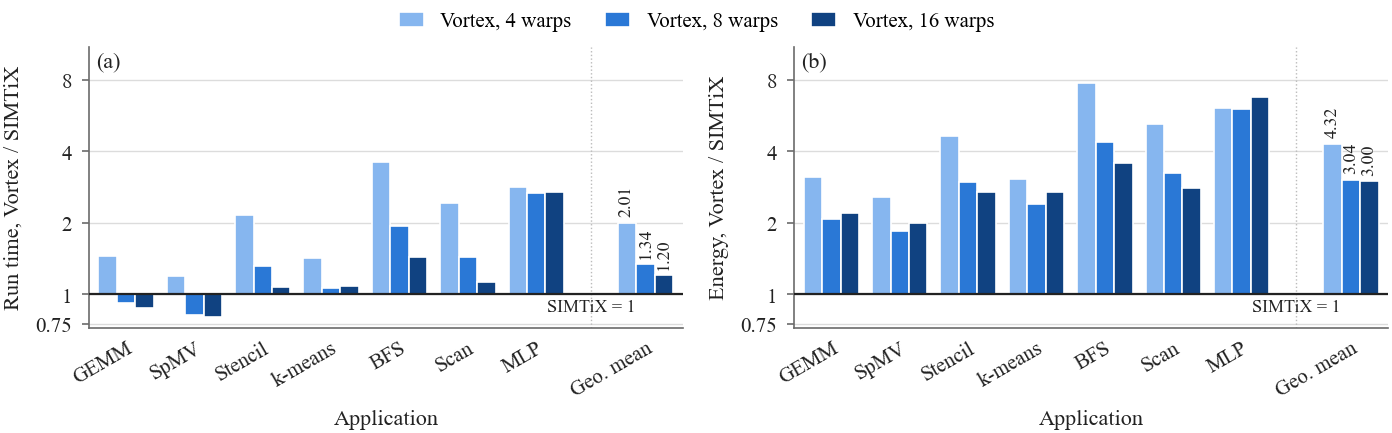 Vortex, 4 warps Vortex, 8 warps Vortex, 16 warps
(a)
Run time, Vortex / SIMTiX
8
4
2
1
0.75
2.01
1.34
1.20
SIMTiX = 1
GEMM SpMV Stencil k-means BFS Scan MLP Geo. mean
Application
(b)
Energy, Vortex / SIMTiX
8
4
2
1
0.75
4.32
3.04
3.00
SIMTiX = 1
GEMM SpMV Stencil k-means BFS Scan MLP Geo. mean
Application